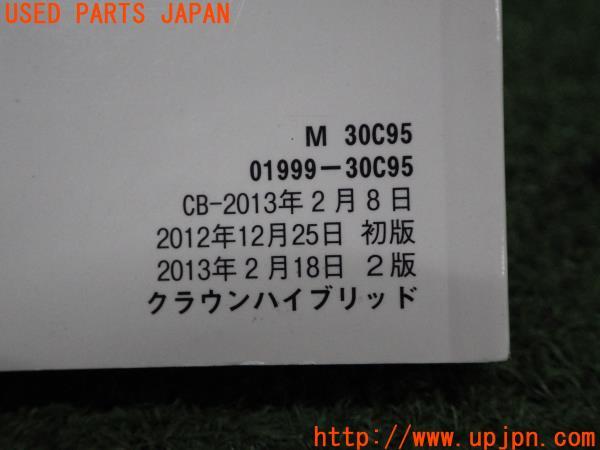 USED PARTS JAPAN
M 30C95
01999-30C95
CB-2013年2月8日
2012年12月25日 初版
2013年2月18日 2版
クラウンハイブリッド
http://www.upjpn.com